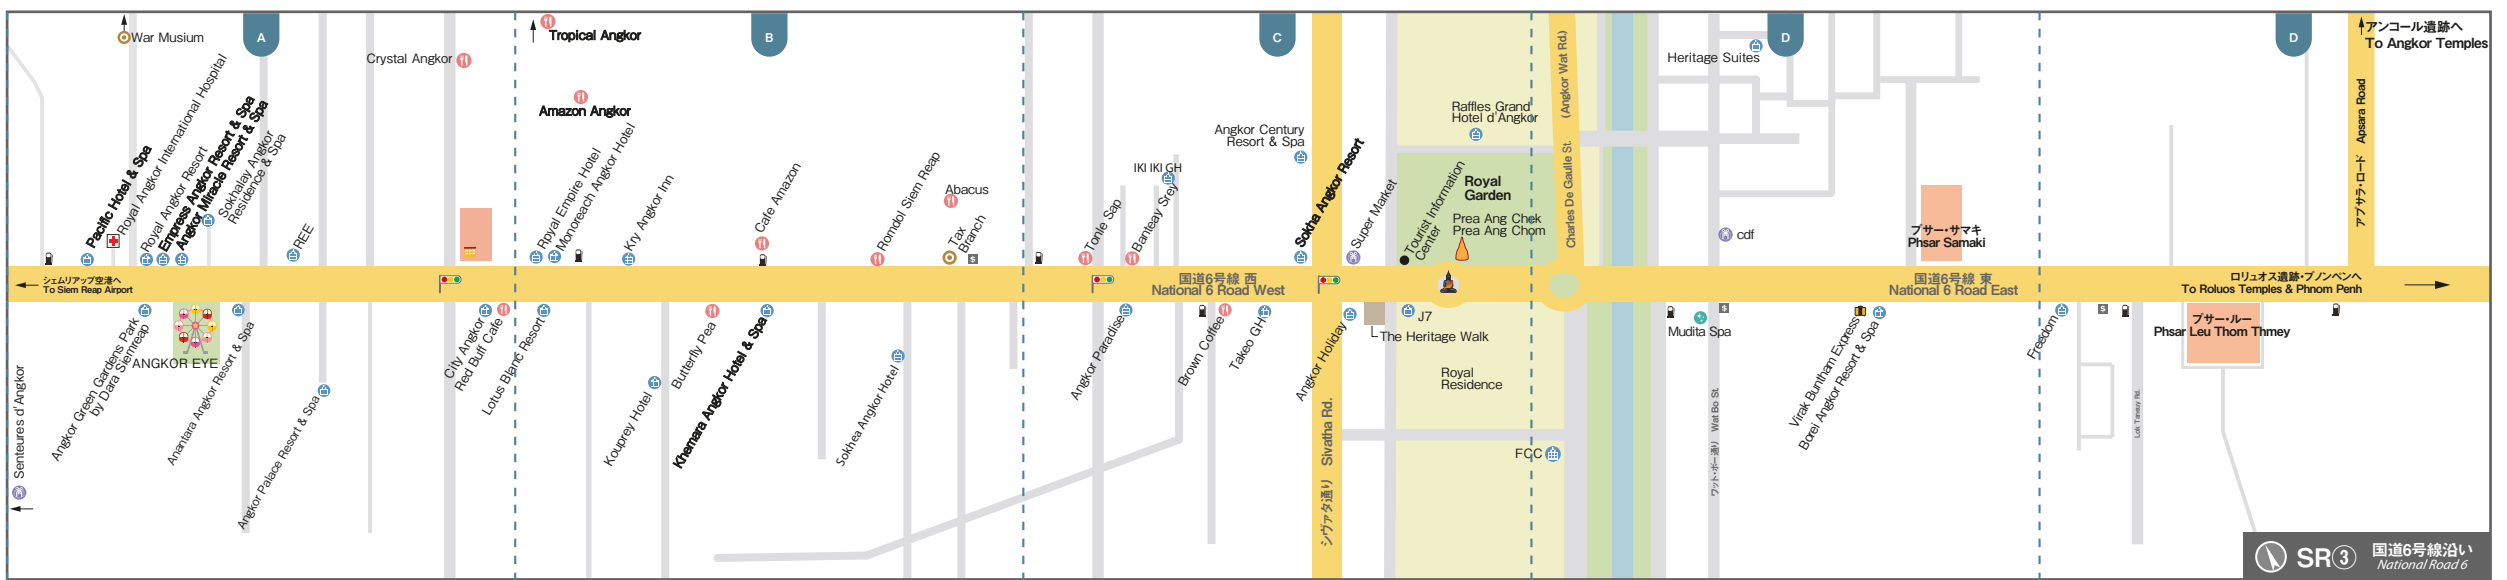 A
B
C
D
D
War Musium
Crystal Angkor
Tropical Angkor
Amazon Angkor
Pacific Hotel & Spa
Royal Angkor International Hospital
Royal Angkor Resort
Empress Angkor Resort & Spa
Angkor Miracle Resort & Spa
Sokhalay Angkor
Residence & Spa
REE
Rpyal Empire Hotel
Monoreach Angkor Hotel
Kry Angkor Inn
Cafe Amazon
Romdol Siem Reap
Abacus
Tax
Branch
$
Tonle Sap
Banteay Srey
IKI IKI GH
Angkor Century
Resort & Spa
Sokha Angkor Resort
Super Market
Tourist Information
Center
Raffles Grand
Hotel d'Angkor
Royal
Garden
Prea Ang Chek
Prea Ang Chom
Charles De Gaulle St. (Angkor Wat Rd.)
Heritage Suites
cdf
プサー・サマキ
Phsar Samaki
アンコール遺跡へ
To Angkor Temples
アプサラ・ロード Apsara Road
シェムリアップ空港へ
To Siem Reap Airport
国道6号線 西
National 6 Road West
国道6号線 東
National 6 Road East
ロリュオス遺跡・プノンペンへ
To Roluos Temples & Phnom Penh
Senteures d'Angkor
Angkor Green Gardens Park
by Dara Siemreap
ANGKOR EYE
Anantara Angkor Resort & Spa
Angkor Palace Resort & Spa
City Angkor
Red Buff Cafe
Lotus Blanc Resort
Kouprey Hotel
Butterfly Pea
Khemara Angkor Hotel & Spa
Sokhea Angkor Hotel
Angkor Paradise
Brown Coffee
Takeo GH
Angkor Holiday
シヴァタ通り Sivatha Rd.
The Heritage Walk
J7
Royal
Residence
FCC
Mudita Spa
$
ワット・ボー通り Wat Bo St.
Virak Buntham Express
Borei Angkor Resort & Spa
Freedom
$
Lok Taneuy Rd.
プサー・ルー
Phsar Leu Thom Thmey
SR③
国道6号線沿い
National Road 6